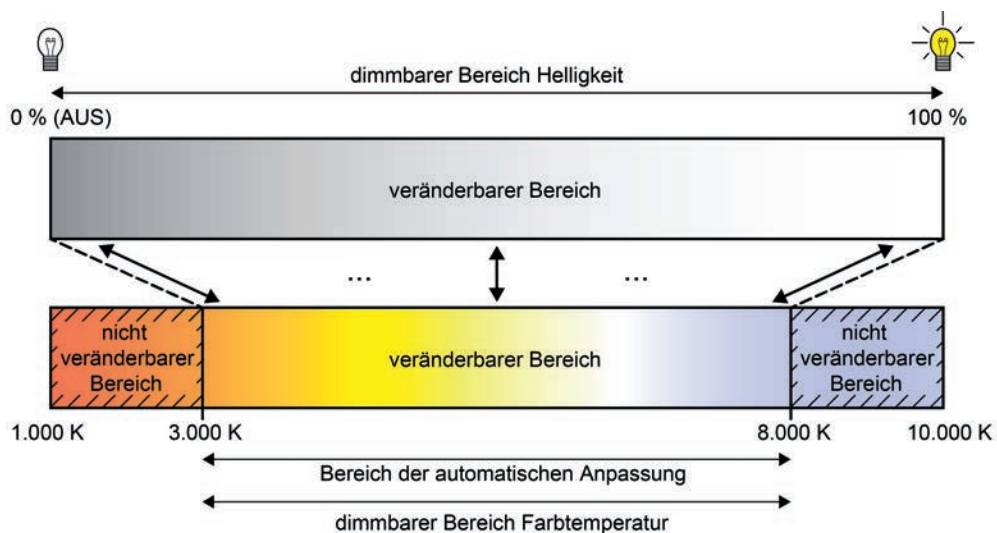 dimmbarer Bereich Helligkeit
0 % (AUS)
100 %
veränderbarer Bereich
...
...
nicht
veränderbarer
Bereich
veränderbarer Bereich
nicht
veränderbarer
Bereich
1.000 K
3.000 K
8.000 K
10.000 K
Bereich der automatischen Anpassung
dimmbarer Bereich Farbtemperatur